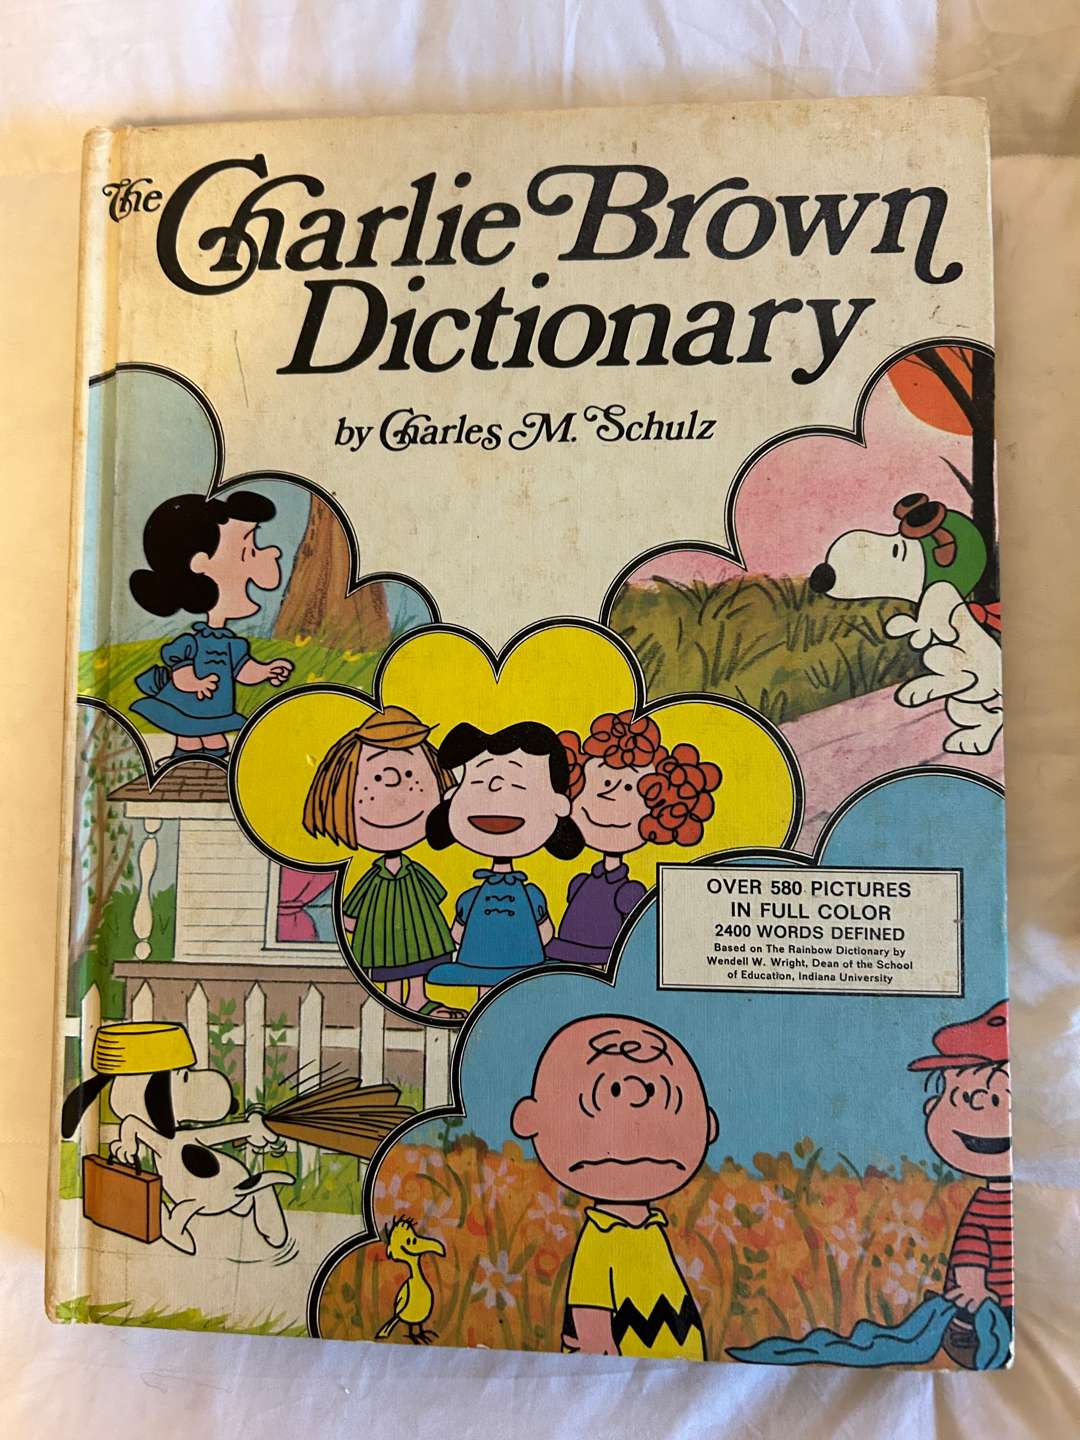 The Charlie Brown
Dictionary
by Charles M. Schulz
OVER 580 PICTURES
IN FULL COLOR
2400 WORDS DEFINED
Based on The Rainbow Dictionary by
Wendell W. Wright, Dean of the School
of Education, Indiana University